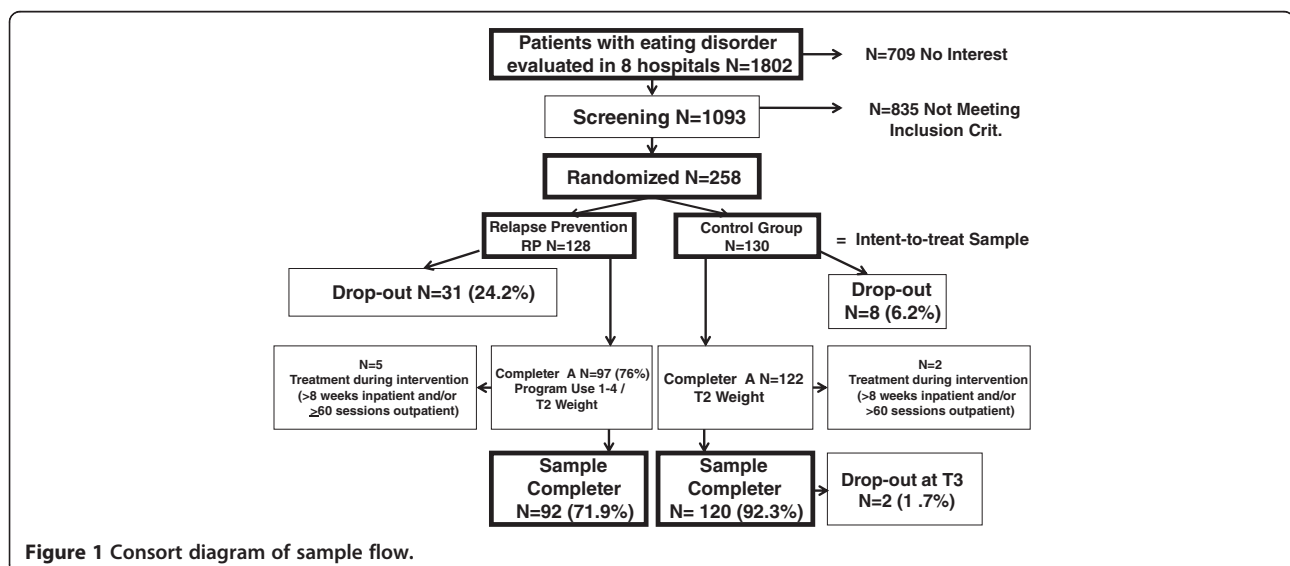 Patients with eating disorder
evaluated in 8 hospitals N=1802
N=709 No Interest
Screening N=1093
N=835 Not Meeting
Inclusion Crit.
Randomized N=258
Relapse Prevention
RP N=128
Control Group
N=130
= Intent-to-treat Sample
Drop-out N=31 (24.2%)
Drop-out
N=8 (6.2%)
N=5
Treatment during intervention
(>8 weeks inpatient and/or
≥60 sessions outpatient)
Completer A N=97 (76%)
Program Use 1-4 /
T2 Weight
Completer A N=122
T2 Weight
N=2
Treatment during intervention
(>8 weeks inpatient and/or
>60 sessions outpatient)
Sample
Completer
N=92 (71.9%)
Sample
Completer
N= 120 (92.3%)
Drop-out at T3
N=2 (1 .7%)
Figure 1 Consort diagram of sample flow.